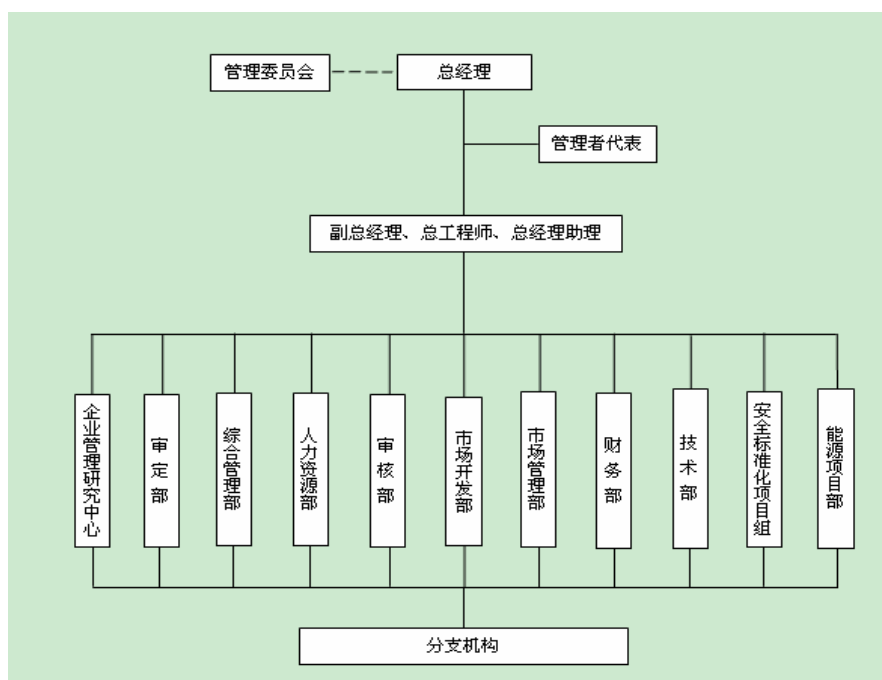 管理委员会
总经理
管理者代表
副总经理、总工程师、总经理助理
企业管理研究中心
审定部
综合管理部
人力资源部
审核部
市场开发部
市场管理部
财务部
技术部
安全标准化项目组
能源项目部
分支机构